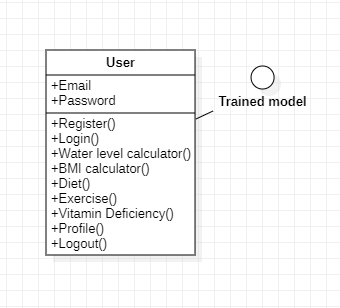 User
+Email
+Password
+Register()
+Login()
+Water level calculator()
+BMI calculator()
+Diet()
+Exercise()
+Vitamin Deficiency()
+Profile()
+Logout()
Trained model